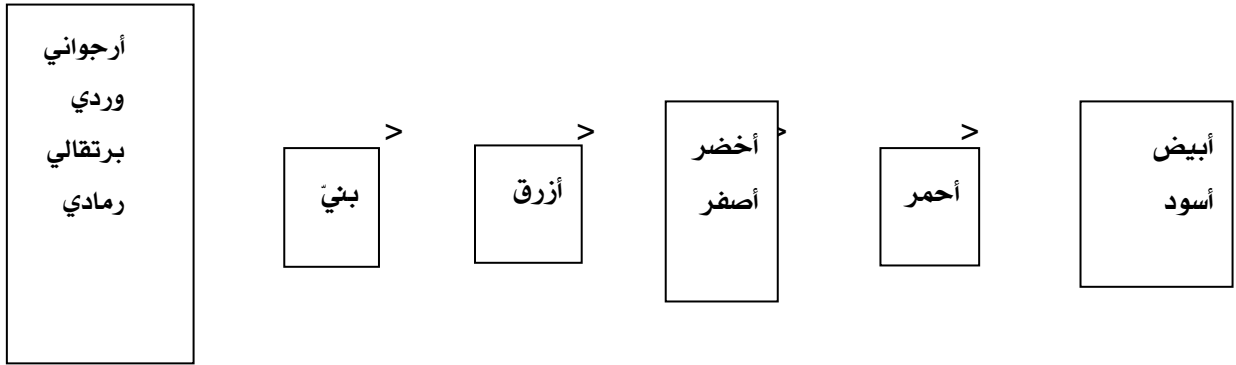 أبيض
أسود
>
أحمر
>
أخضر
أصفر
>
أزرق
>
بنيّ
أرجواني
وردي
برتقالي
رمادي